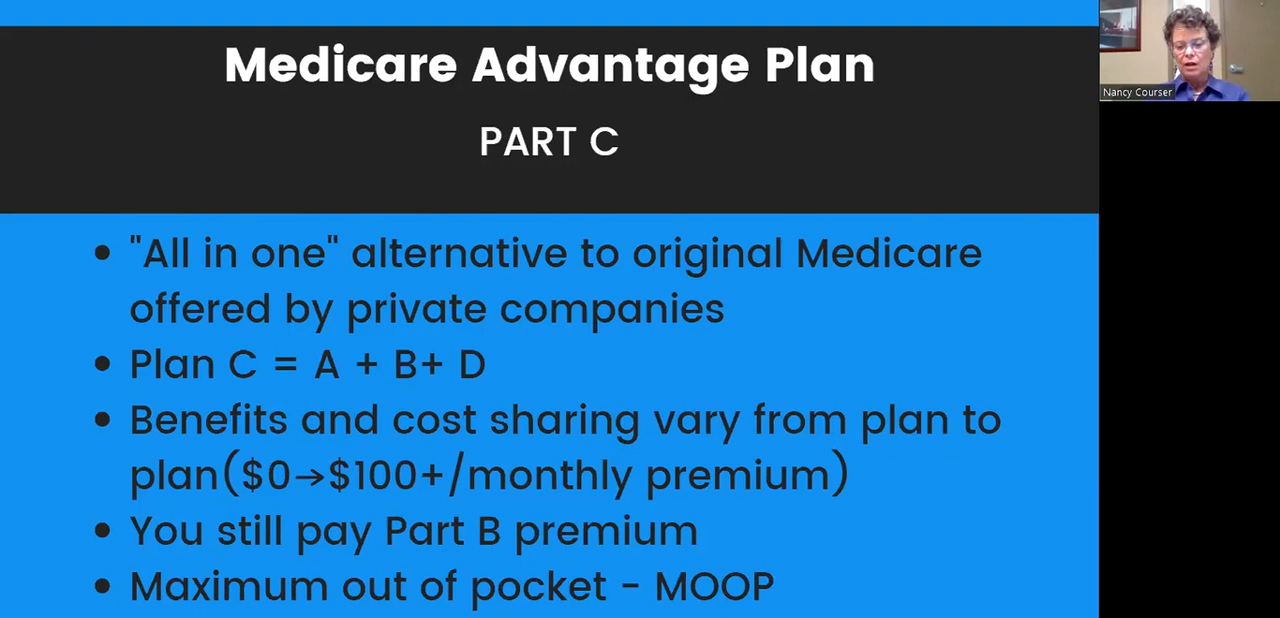 Medicare Advantage Plan
PART C
• "All in one" alternative to original Medicare
offered by private companies
• Plan C = A + B+ D
• Benefits and cost sharing vary from plan to
plan($0→$100+/monthly premium)
• You still pay Part B premium
• Maximum out of pocket - MOOP
Nancy Courser